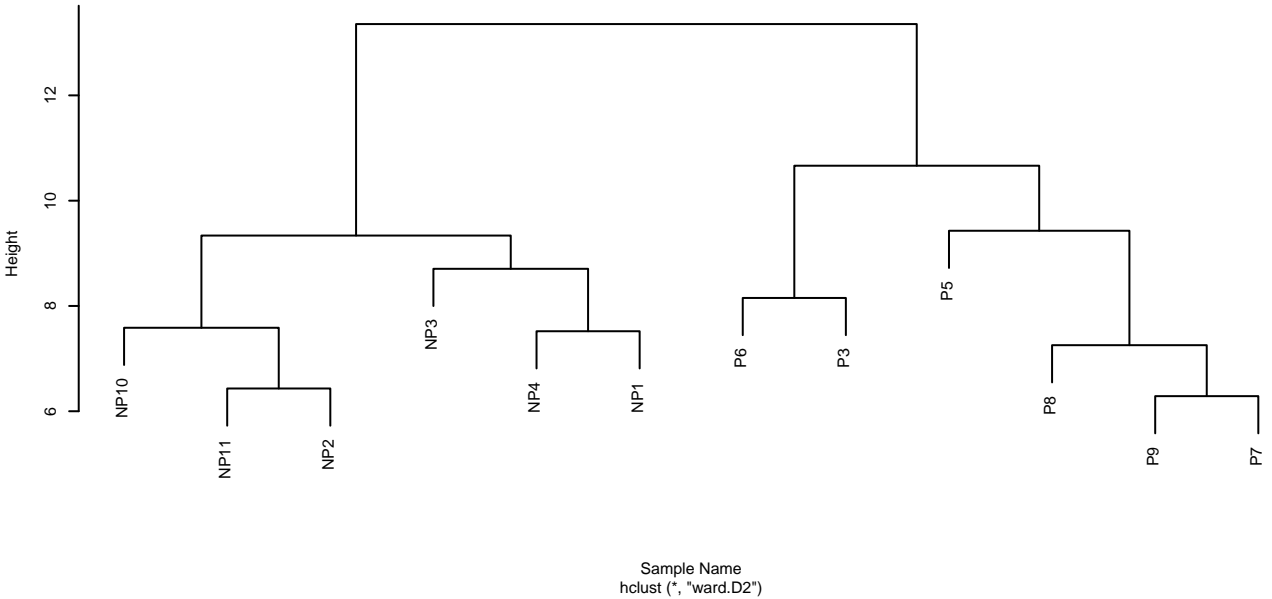 Height
12
10
8
6
NP10
NP11
NP2
NP3
NP4
NP1
P6
P3
P5
P8
P9
P7
Sample Name
hclust (*, "ward.D2")